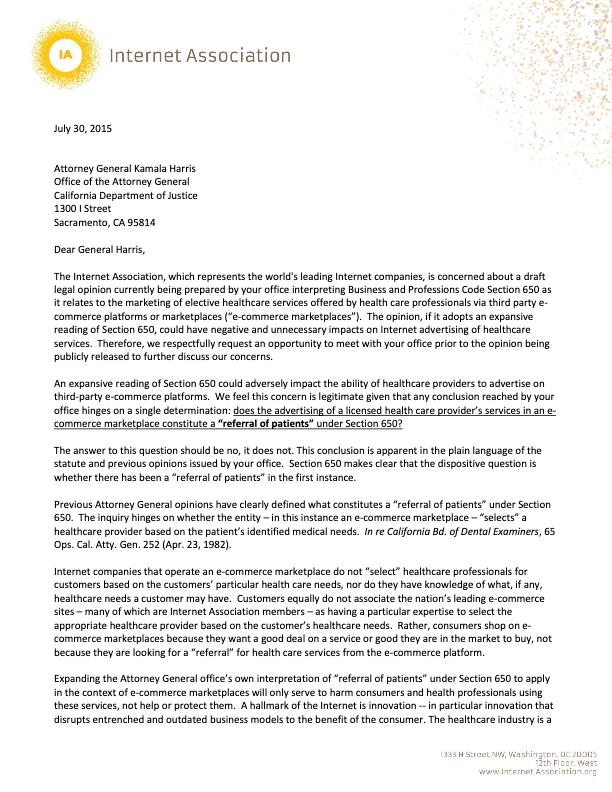 IA
Internet Association
July 30, 2015
Attorney General Kamala Harris
Office of the Attorney General
California Department of Justice
1300 I Street
Sacramento, CA 95814
Dear General Harris,
The Internet Association, which represents the world's leading Internet companies, is concerned about a draft
legal opinion currently being prepared by your office interpreting Business and Professions Code Section 650 as
it relates to the marketing of elective healthcare services offered by health care professionals via third party e-
commerce platforms or marketplaces (“e-commerce marketplaces”).  The opinion, if it adopts an expansive
reading of Section 650, could have negative and unnecessary impacts on Internet advertising of healthcare
services.  Therefore, we respectfully request an opportunity to meet with your office prior to the opinion being
publicly released to further discuss our concerns.
An expansive reading of Section 650 could adversely impact the ability of healthcare providers to advertise on
third-party e-commerce platforms.  We feel this concern is legitimate given that any conclusion reached by your
office hinges on a single determination: does the advertising of a licensed health care provider’s services in an e-
commerce marketplace constitute a “referral of patients” under Section 650?
The answer to this question should be no, it does not. This conclusion is apparent in the plain language of the
statute and previous opinions issued by your office.  Section 650 makes clear that the dispositive question is
whether there has been a “referral of patients” in the first instance.
Previous Attorney General opinions have clearly defined what constitutes a “referral of patients” under Section
650.  The inquiry hinges on whether the entity – in this instance an e-commerce marketplace – “selects” a
healthcare provider based on the patient’s identified medical needs.  In re California Bd. of Dental Examiners, 65
Ops. Cal. Atty. Gen. 252 (Apr. 23, 1982).
Internet companies that operate an e-commerce marketplace do not “select” healthcare professionals for
customers based on the customers’ particular health care needs, nor do they have knowledge of what, if any,
healthcare needs a customer may have.  Customers equally do not associate the nation’s leading e-commerce
sites – many of which are Internet Association members – as having a particular expertise to select the
appropriate healthcare provider based on the customer’s healthcare needs.  Rather, consumers shop on e-
commerce marketplaces because they want a good deal on a service or good they are in the market to buy, not
because they are looking for a “referral” for health care services from the e-commerce platform.
Expanding the Attorney General office’s own interpretation of “referral of patients” under Section 650 to apply
in the context of e-commerce marketplaces will only serve to harm consumers and health professionals using
these services, not help or protect them.  A hallmark of the Internet is innovation -- in particular innovation that
disrupts entrenched and outdated business models to the benefit of the consumer. The healthcare industry is a
1333 H Street NW, Washington, DC 20005
12th Floor, West
www.InternetAssociation.org